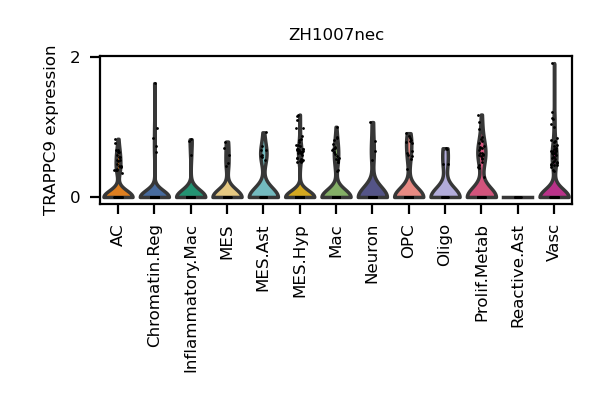 ZH1007nec
TRAPPC9 expression
2
0
AC
Chromatin.Reg
Inflammatory.Mac
MES
MES.Ast
MES.Hyp
Mac
Neuron
OPC
Oligo
Prolif.Metab
Reactive.Ast
Vasc